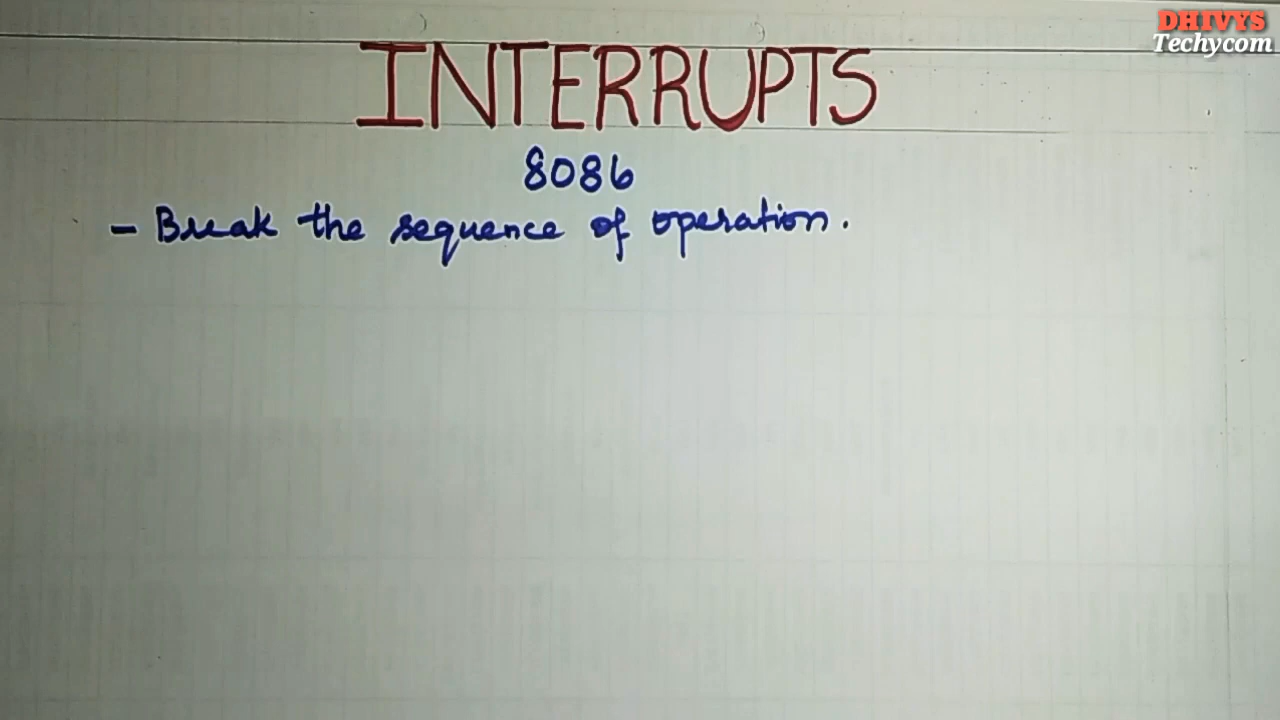 DHIVYS
Techycom
INTERRUPTS
8086
- Break the sequence of operation.